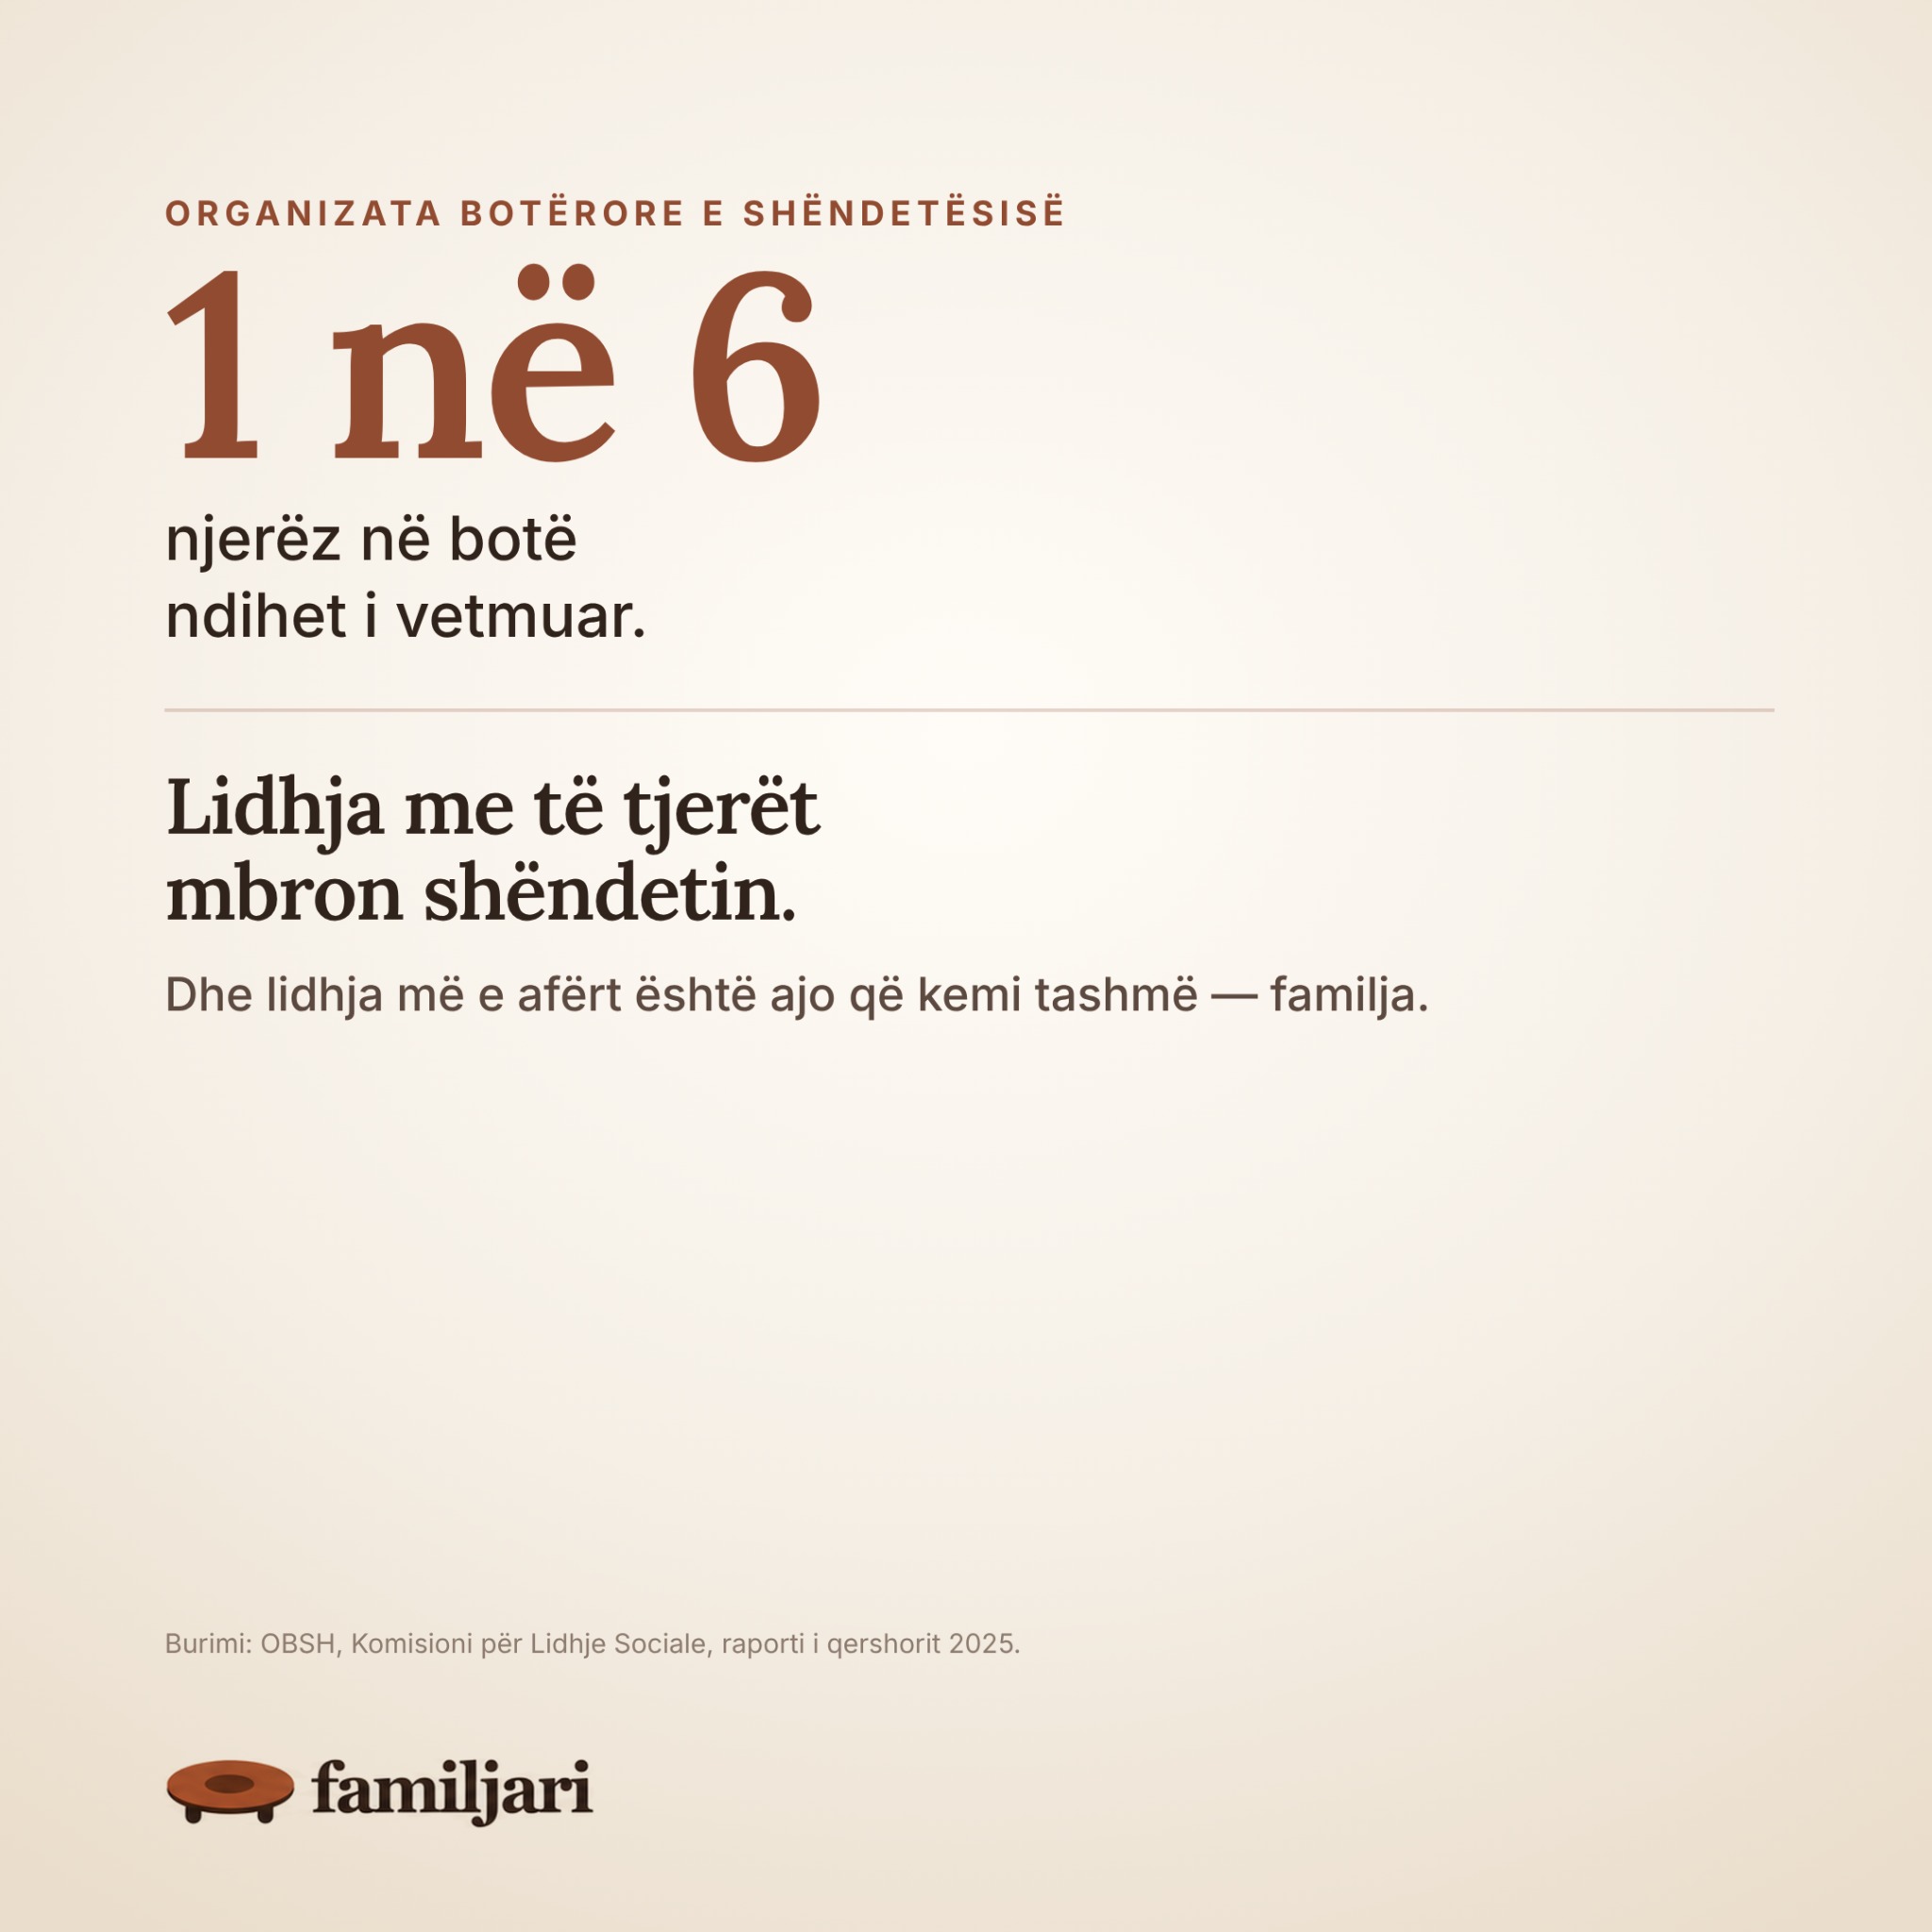 ORGANIZATA BOTËRORE E SHËNDETËSISË
1 në 6
njerëz në botë
ndihet i vetmuar.
Lidhja me të tjerët
mbron shëndetin.
Dhe lidhja më e afërt është ajo që kemi tashmë — familja.
Burimi: OBSH, Komisioni për Lidhje Sociale, raporti i qershorit 2025.
familjari